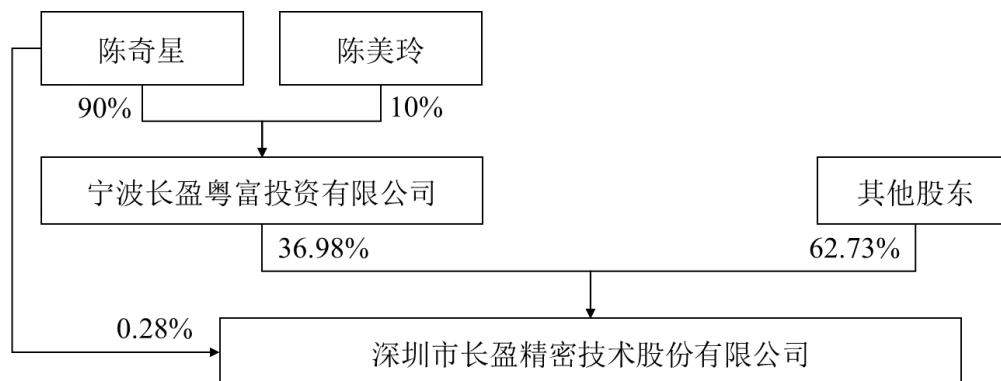 陈奇星
陈美玲
90%
10%
宁波长盈粤富投资有限公司
其他股东
36.98%
62.73%
0.28%
深圳市长盈精密技术股份有限公司